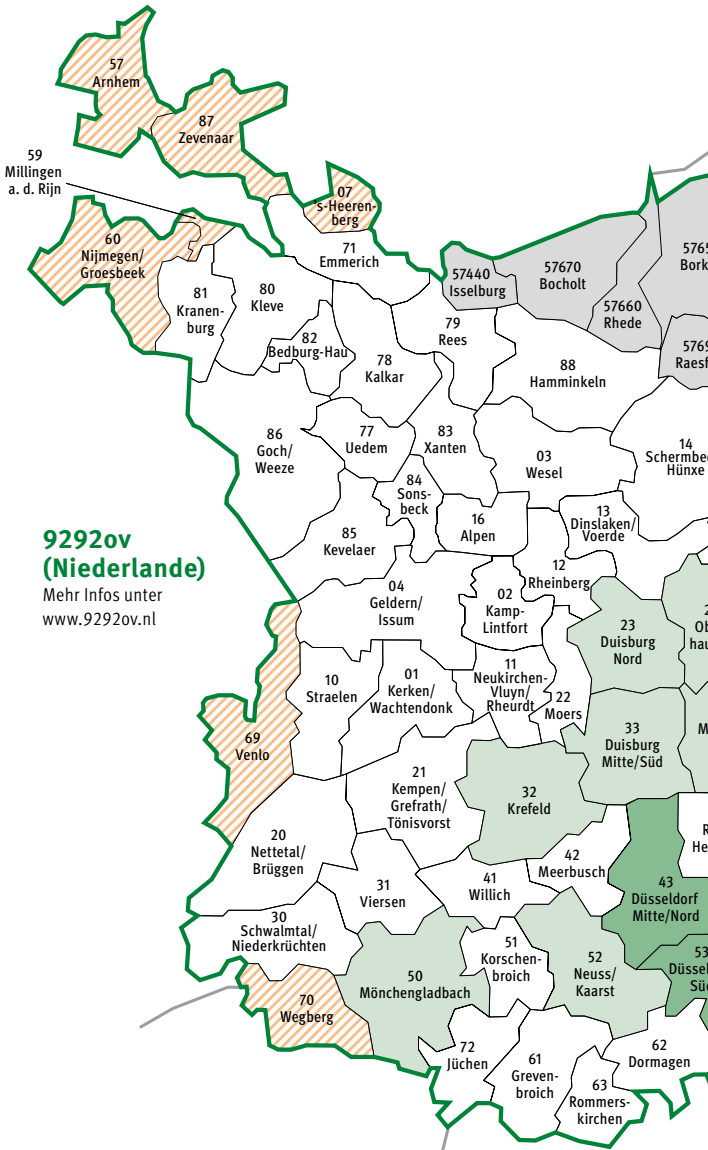 57
Arnhem
87
Zevenaar
59
Millingen
a. d. Rijn
07
's-Heeren-
berg
60
Nijmegen/
Groesbeek
71
Emmerich
57440
Isselburg
57670
Bocholt
57660
Rhede
81
Kranen-
burg
80
Kleve
82
Bedburg-Hau
78
Kalkar
79
Rees
88
Hamminkeln
86
Goch/
Weeze
77
Uedem
83
Xanten
03
Wesel
14
84
Sons-
beck
16
Alpen
13
Dinslaken/
Voerde
85
Kevelaer
12
Rheinberg
9292ov
(Niederlande)
Mehr Infos unter
www.9292ov.nl
04
Geldern/
Issum
02
Kamp-
Lintfort
23
Duisburg
Nord
10
Straelen
01
Kerken/
Wachtendonk
11
Neukirchen-
Vluyn/
Rheurdt
22
Moers
69
Venlo
33
Duisburg
Mitte/Süd
21
Kempen/
Grefrath/
Tönisvorst
32
Krefeld
20
Nettetal/
Brüggen
42
Meerbusch
31
Viersen
41
Willich
43
Düsseldorf
Mitte/Nord
30
Schwalmtal/
Niederkrüchten
51
Korschen-
broich
52
Neuss/
Kaarst
53
50
Mönchengladbach
70
Wegberg
72
Jüchen
61
Greven-
broich
62
Dormagen
63
Rommers-
kirchen